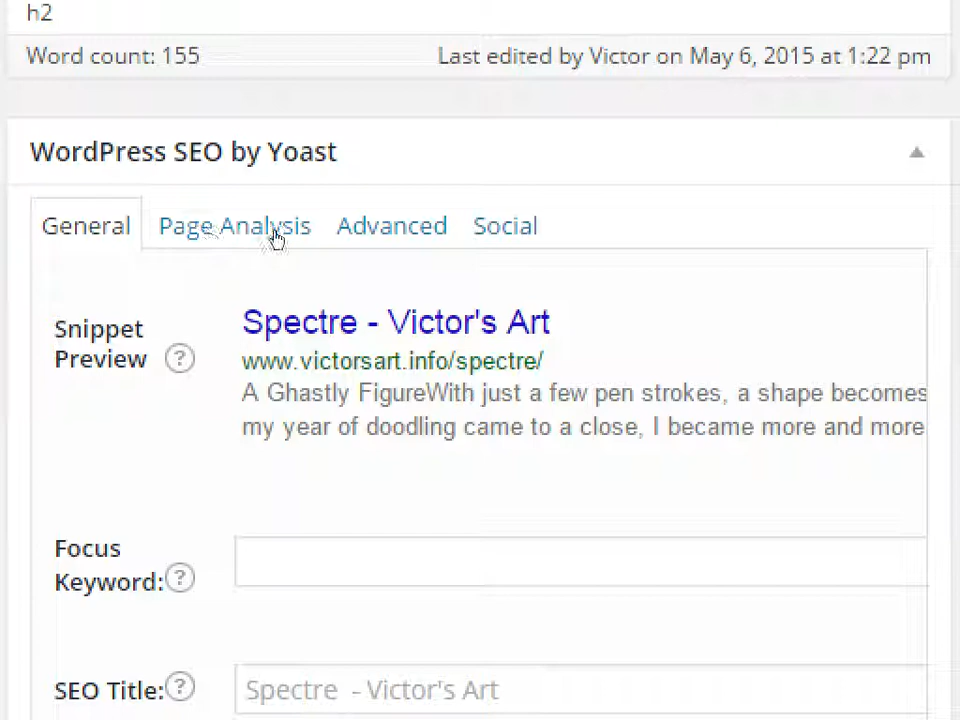 h2
Word count: 155 Last edited by Victor on May 6, 2015 at 1:22 pm
WordPress SEO by Yoast
General Page Analysis Advanced Social
Snippet Preview ?
Spectre - Victor's Art
www.victorsart.info/spectre/
A Ghastly FigureWith just a few pen strokes, a shape becomes
my year of doodling came to a close, I became more and more
Focus Keyword: ?
SEO Title: ? Spectre - Victor's Art